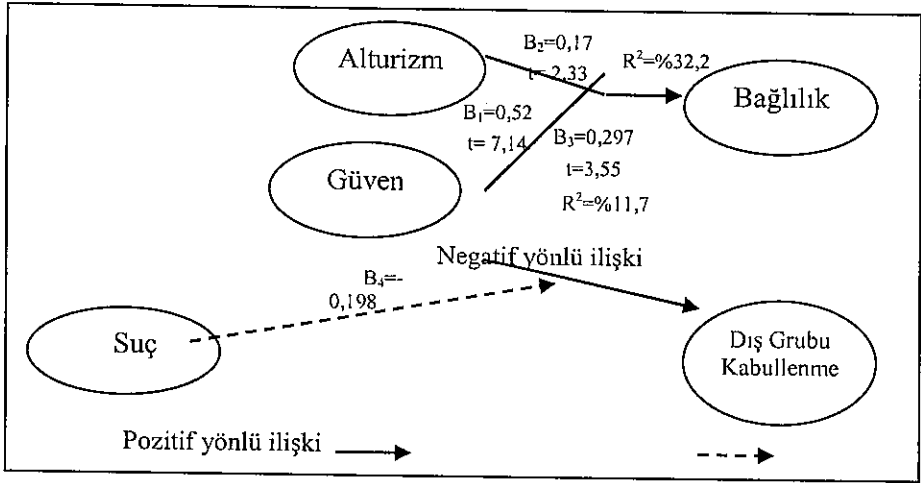 Alturizm
B₂=0,17
t= 2,33
R²=%32,2
Bağlılık
B₁=0,52
t= 7,14
B₃=0,297
t=3,55
R²=%11,7
Güven
Negatif yönlü ilişki
B₄=-
0,198
Suç
Dış Grubu
Kabullenme
Pozitif yönlü ilişki